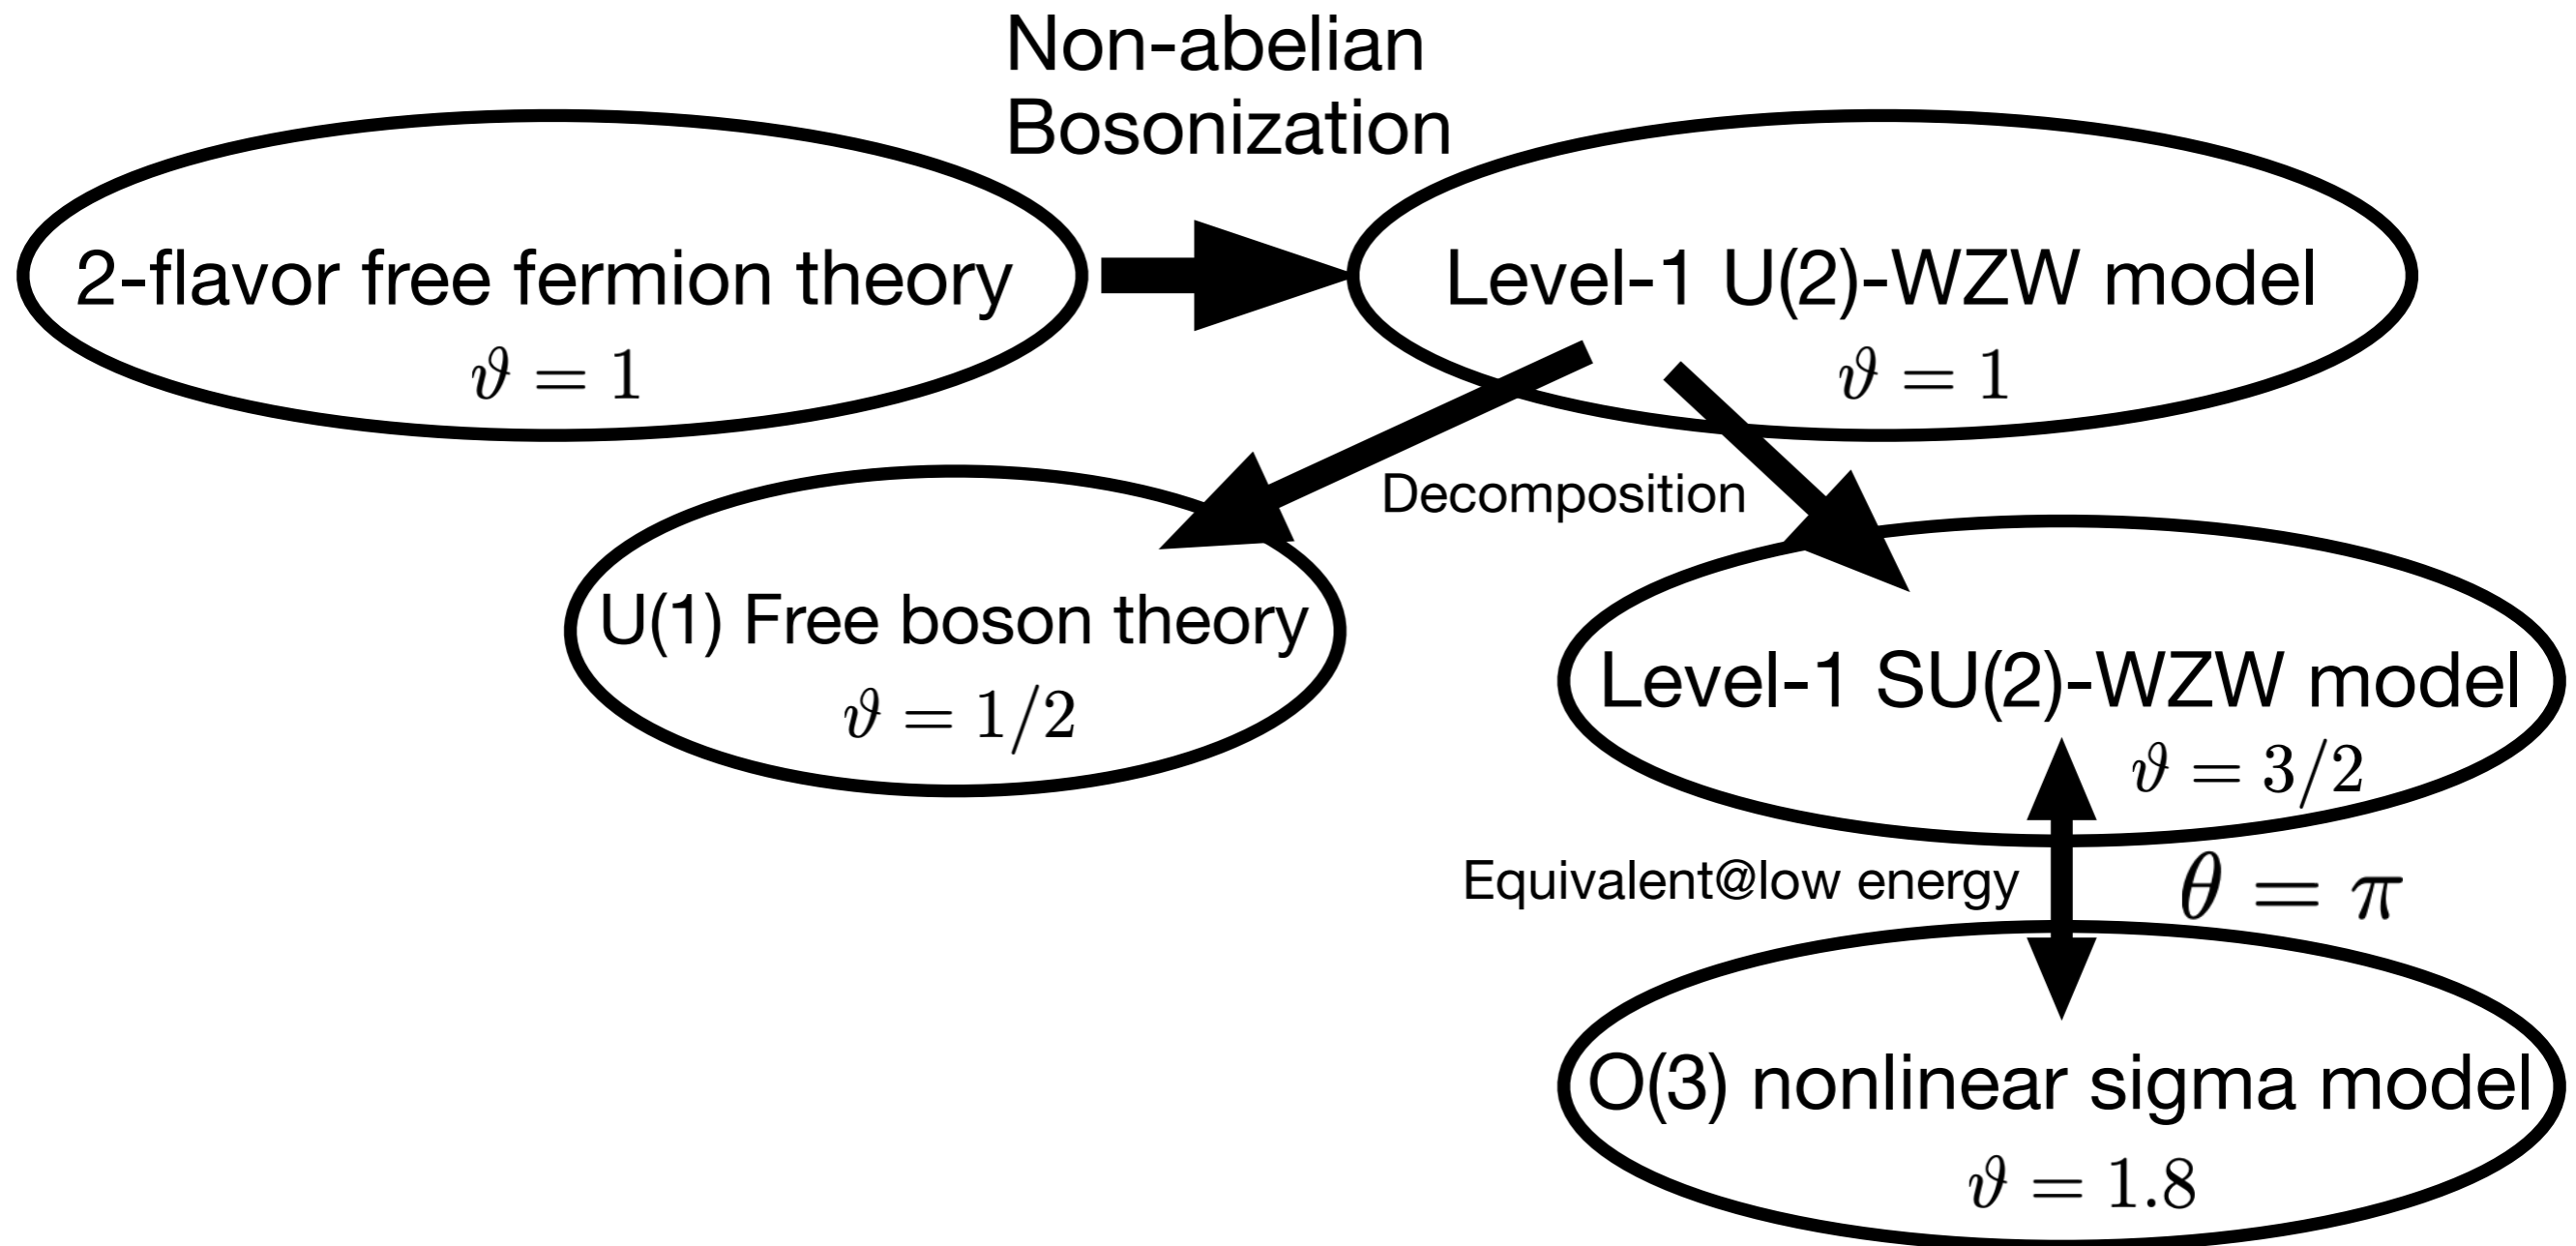 Non-abelian
Bosonization
2-flavor free fermion theory
ϑ = 1
Level-1 U(2)-WZW model
ϑ = 1
Decomposition
U(1) Free boson theory
ϑ = 1/2
Level-1 SU(2)-WZW model
ϑ = 3/2
Equivalent@low energy
θ = π
O(3) nonlinear sigma model
ϑ = 1.8